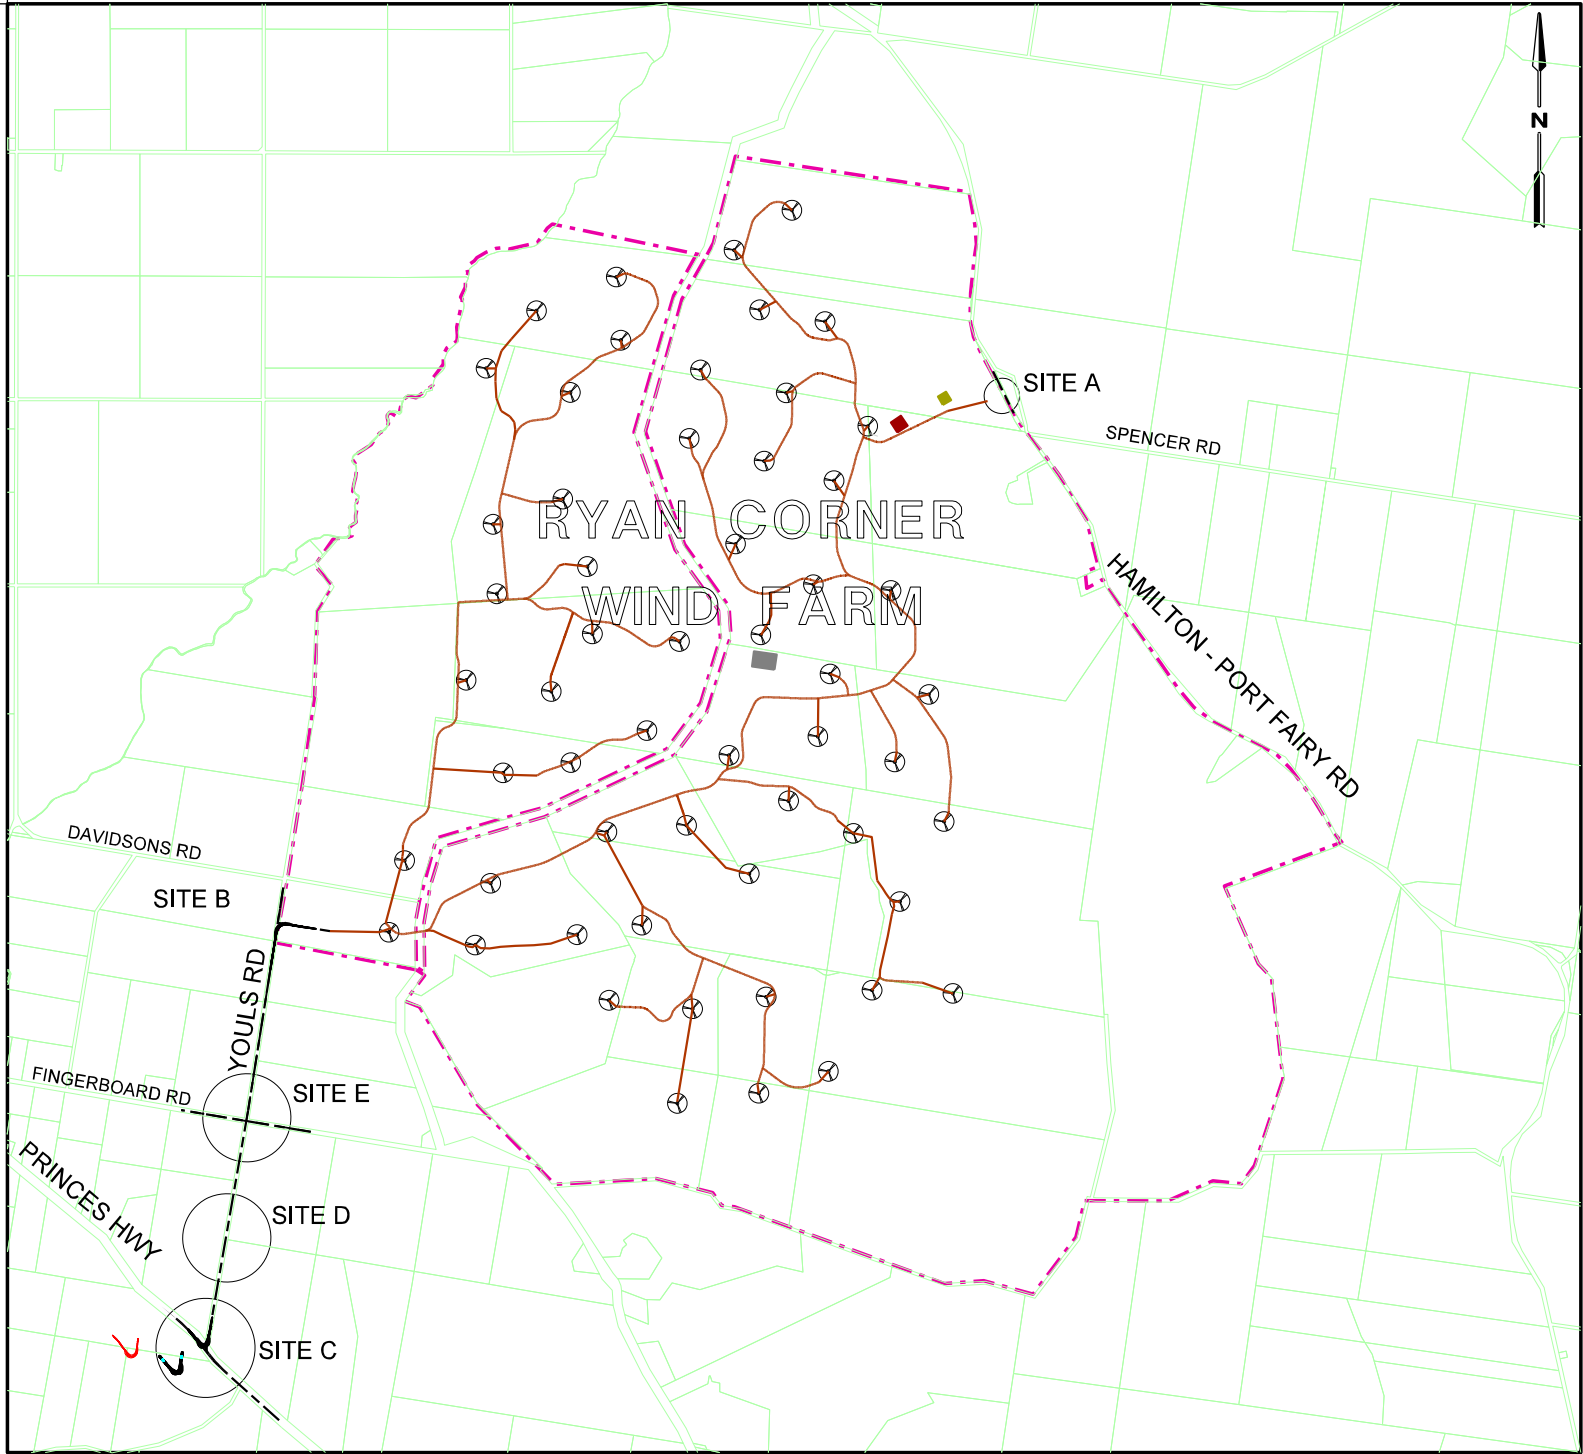 N
SITE A
SPENCER RD
RYAN CORNER
WIND FARM
HAMILTON - PORT FAIRY RD
DAVIDSONS RD
SITE B
YOULS RD
FINGERBOARD RD
SITE E
PRINCES HWY
SITE D
SITE C